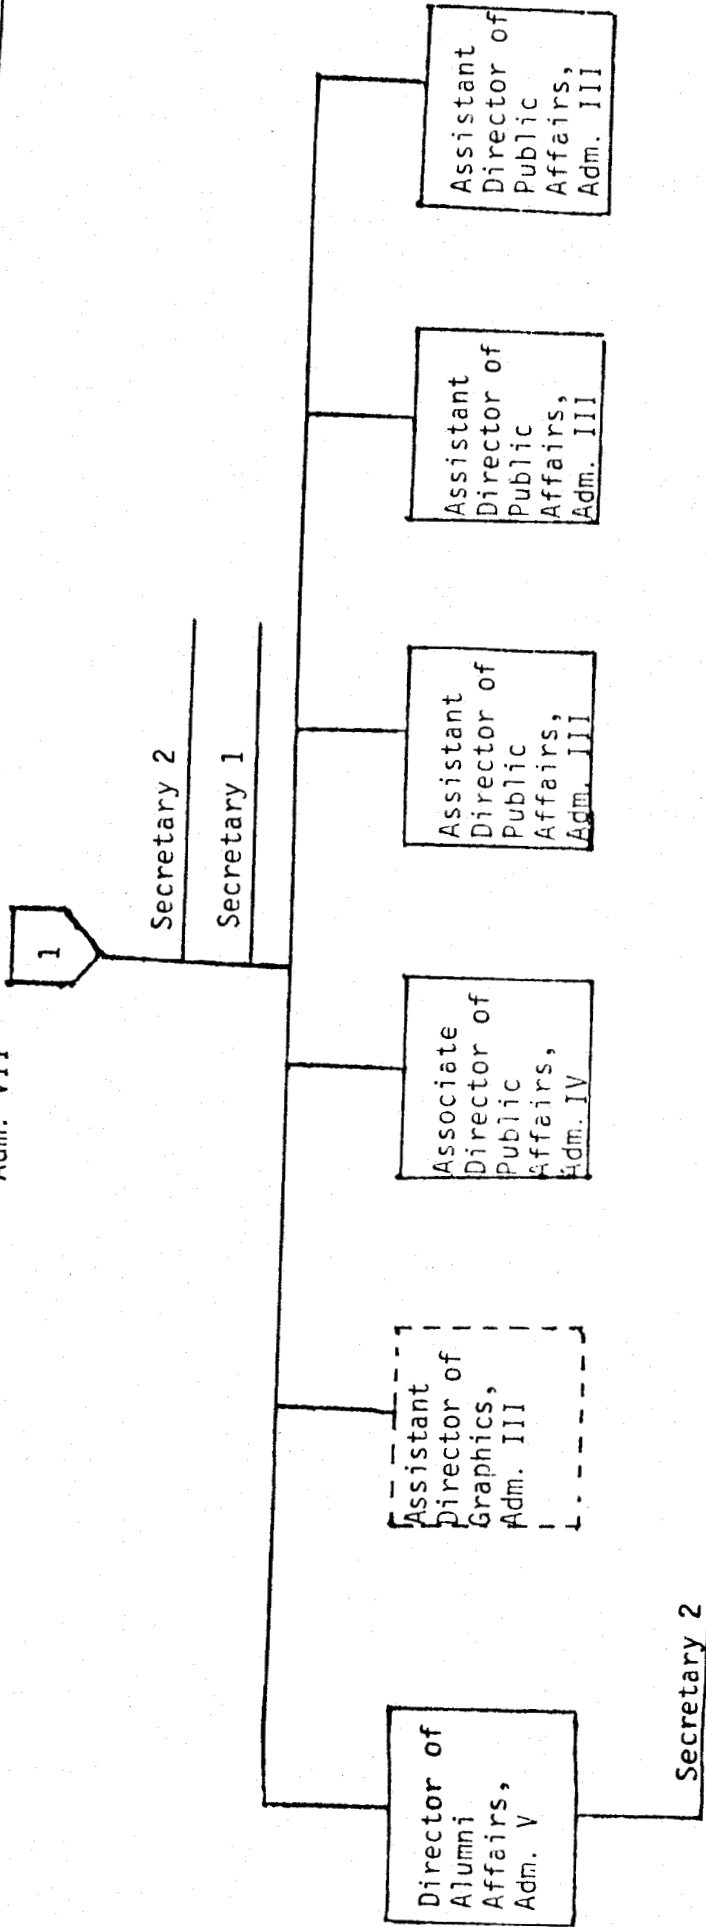 Adm. VII
1
Secretary 2
Secretary 1
Director of
Alumni
Affairs,
Adm. V
Secretary 2
Assistant
Director of
Graphics,
Adm. III
Associate
Director of
Public
Affairs,
Adm. IV
Assistant
Director of
Public
Affairs,
Adm. III
Assistant
Director of
Public
Affairs,
Adm. III
Assistant
Director of
Public
Affairs,
Adm. III